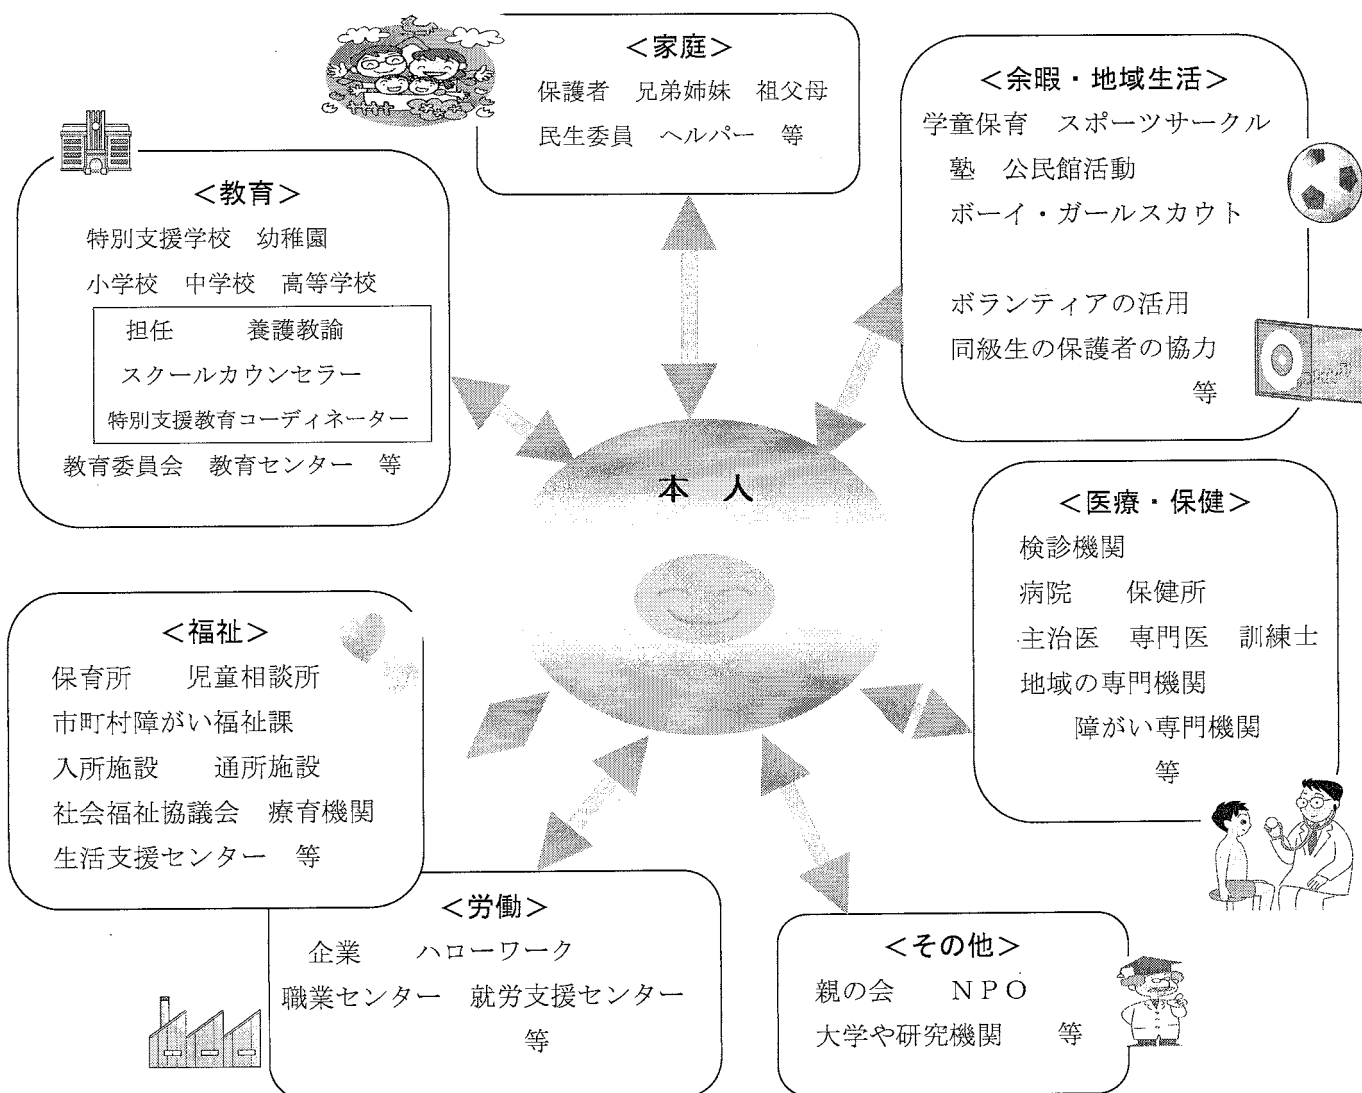 ＜家庭＞
保護者　兄弟姉妹　祖父母
民生委員　ヘルパー　等
＜余暇・地域生活＞
学童保育　スポーツサークル
塾　公民館活動
ボーイ・ガールスカウト
ボランティアの活用
同級生の保護者の協力
等
＜教育＞
特別支援学校　幼稚園
小学校　中学校　高等学校
担任　養護教諭
スクールカウンセラー
特別支援教育コーディネーター
教育委員会　教育センター　等
本　人
＜医療・保健＞
検診機関
病院　保健所
主治医　専門医　訓練士
地域の専門機関
障がい専門機関
等
＜福祉＞
保育所　児童相談所
市町村障がい福祉課
入所施設　通所施設
社会福祉協議会　療育機関
生活支援センター　等
＜労働＞
企業　ハローワーク
職業センター　就労支援センター
等
＜その他＞
親の会　ＮＰＯ
大学や研究機関　等